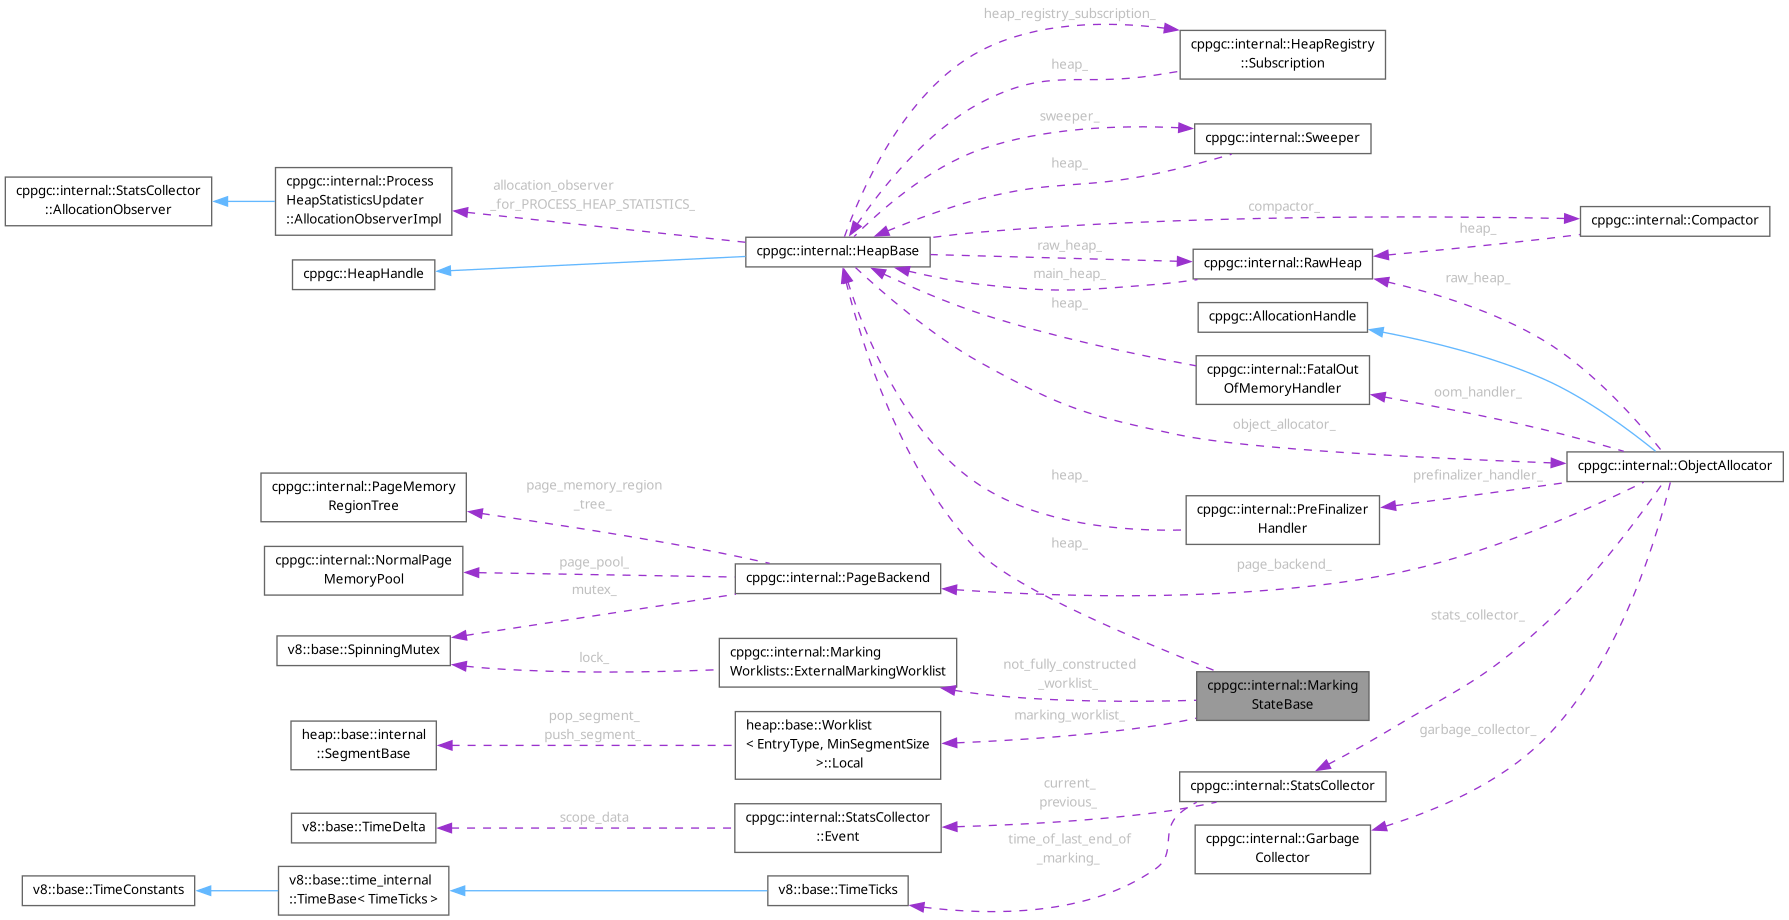 heap_registry_subscription_
cppgc::internal::HeapRegistry
::Subscription
heap_
sweeper_
cppgc::internal::Sweeper
heap_
cppgc::internal::StatsCollector
::AllocationObserver
cppgc::internal::Process
HeapStatisticsUpdater
::AllocationObserverImpl
allocation_observer
_for_PROCESS_HEAP_STATISTICS_
compactor_
cppgc::internal::Compactor
heap_
cppgc::internal::HeapBase
raw_heap_
cppgc::internal::RawHeap
main_heap_
raw_heap_
cppgc::HeapHandle
heap_
cppgc::AllocationHandle
cppgc::internal::FatalOut
OfMemoryHandler
oom_handler_
object_allocator_
cppgc::internal::ObjectAllocator
heap_
prefinalizer_handler_
cppgc::internal::PageMemory
RegionTree
page_memory_region
_tree_
cppgc::internal::PreFinalizer
Handler
heap_
cppgc::internal::NormalPage
MemoryPool
page_pool_
mutex_
cppgc::internal::PageBackend
page_backend_
v8::base::SpinningMutex
lock_
cppgc::internal::Marking
Worklists::ExternalMarkingWorklist
not_fully_constructed
_worklist_
stats_collector_
cppgc::internal::Marking
StateBase
marking_worklist_
heap::base::internal
::SegmentBase
pop_segment_
push_segment_
heap::base::Worklist
< EntryType, MinSegmentSize
>::Local
garbage_collector_
cppgc::internal::StatsCollector
current_
previous_
v8::base::TimeDelta
scope_data
cppgc::internal::StatsCollector
::Event
time_of_last_end_of
_marking_
cppgc::internal::Garbage
Collector
v8::base::TimeConstants
v8::base::time_internal
::TimeBase< TimeTicks >
v8::base::TimeTicks